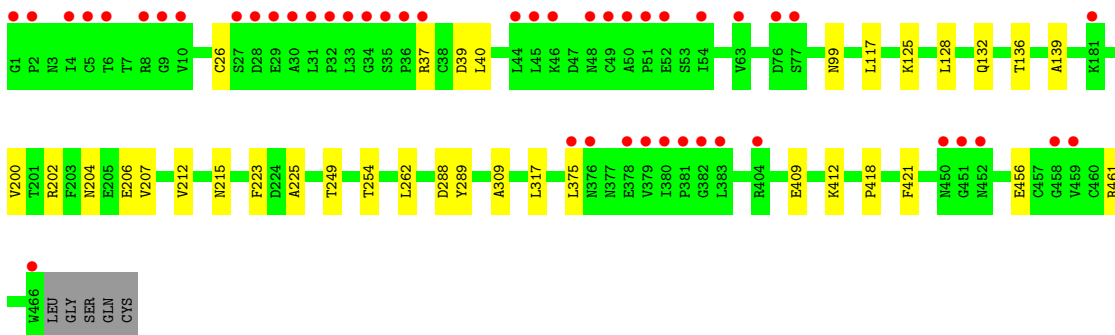 G1 P2 N3 I4 C5 T6 T7 R8 G9 V10 C26 S27 D28 E29 A30 L31 P32 L33 G34 S35 P36 R37 C38 D39 L40 L44 L45 K46 D47 N48 C49 A50 P51 E52 S53 I54 V63 D76 S77 N99 L117 K125 L128 Q132 T136 A139 K181
V200 T201 R202 F203 N204 E205 E206 V207 V212 N215 F223 D224 A225 T249 T254 L262 D288 Y289 A309 L317 L375 N376 N377 E378 V379 I380 P381 G382 L383 R404 E409 K412 P418 F421 N450 G451 N452 E456 C457 G458 V459 C460 R461
W466 LEU GLY SER GLN CYS